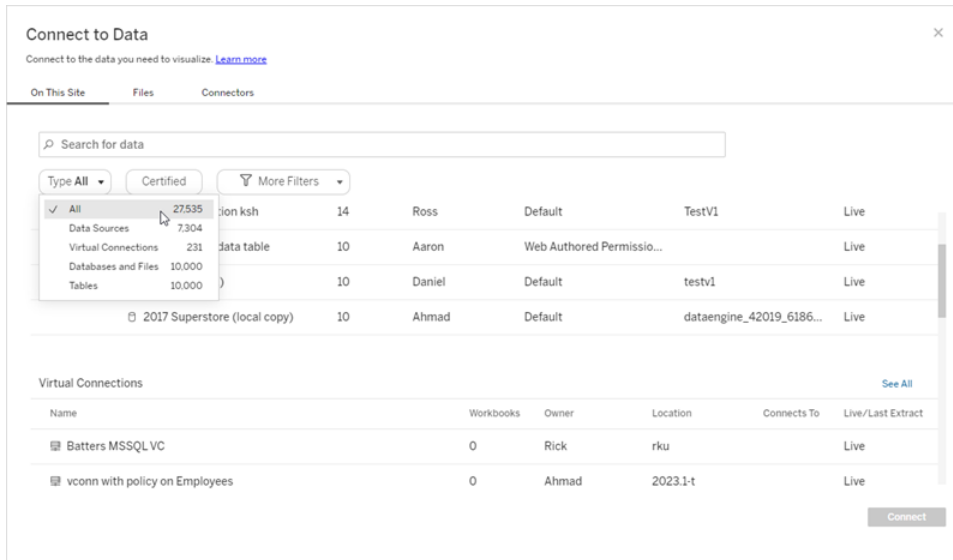 Connect to Data
Connect to the data you need to visualize. Learn more
On This Site Files Connectors
Search for data
Type All Certified More Filters
All 27,535
Data Sources 7,304
Virtual Connections 231
Databases and Files 10,000
Tables 10,000
ion ksh 14 Ross Default TestV1 Live
data table 10 Aaron Web Authored Permissio... Live
) 10 Daniel Default testv1 Live
2017 Superstore (local copy) 10 Ahmad Default dataengine_42019_6186... Live
Virtual Connections See All
Name Workbooks Owner Location Connects To Live/Last Extract
Batters MSSQL VC 0 Rick rku Live
vconn with policy on Employees 0 Ahmad 2023.1-t Live
Connect